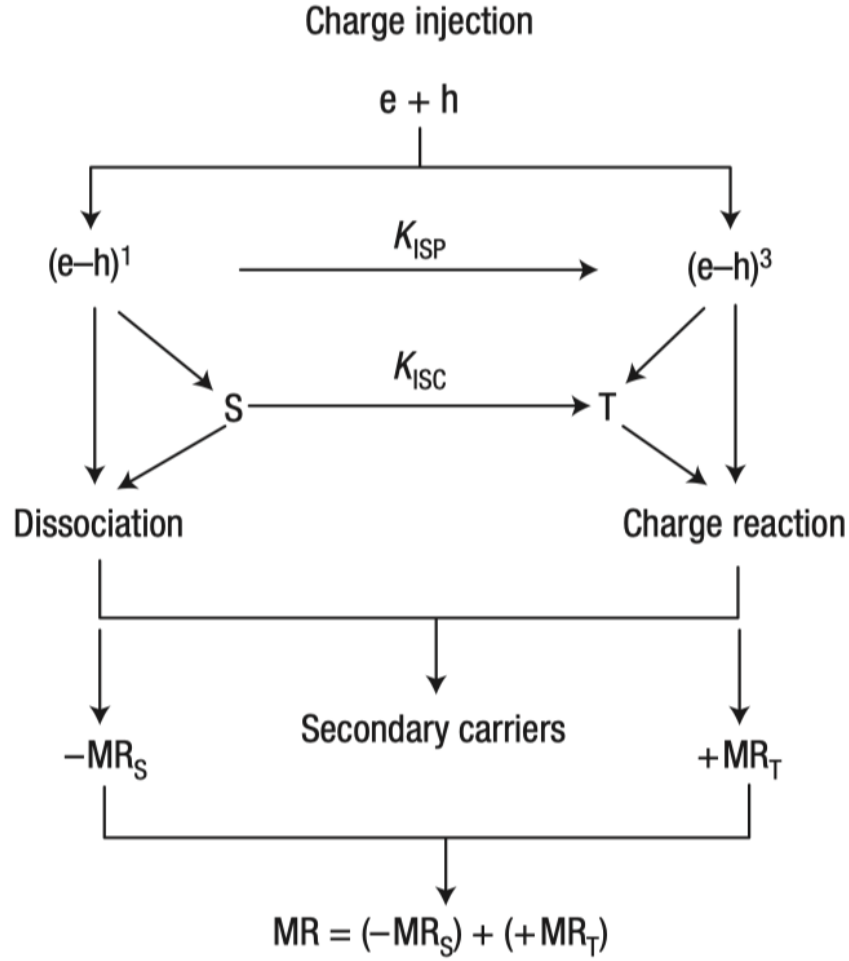 Charge injection
e + h
K_ISP
(e–h)¹
(e–h)³
K_ISC
S
T
Dissociation
Charge reaction
Secondary carriers
–MR_S
+MR_T
MR = (–MR_S) + (+MR_T)